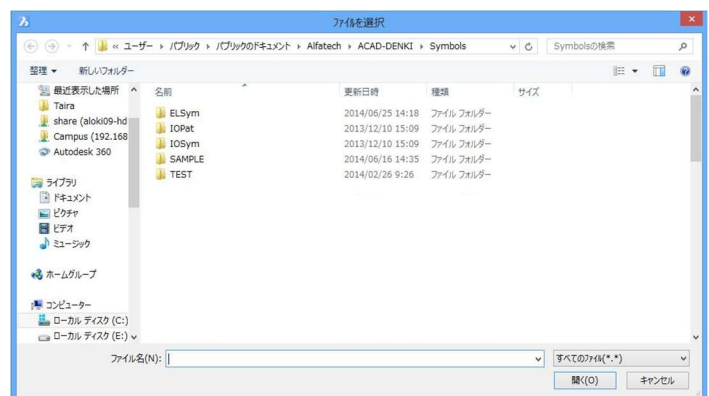 ファイルを選択
« ユーザー ▸ パブリック ▸ パブリックのドキュメント ▸ Alfatech ▸ ACAD-DENKI ▸ Symbols
Symbolsの検索
整理 ▼ 新しいフォルダー
最近表示した場所
Taira
share (aloki09-hd
Campus (192.168
Autodesk 360
ライブラリ
ドキュメント
ピクチャ
ビデオ
ミュージック
ホームグループ
コンピューター
ローカル ディスク (C:)
ローカル ディスク (E:)
名前 更新日時 種類 サイズ
ELSym 2014/06/25 14:18 ファイル フォルダー
IOPat 2013/12/10 15:09 ファイル フォルダー
IOSym 2013/12/10 15:09 ファイル フォルダー
SAMPLE 2014/06/16 14:35 ファイル フォルダー
TEST 2014/02/26 9:26 ファイル フォルダー
ファイル名(N):
すべてのファイル(*.*)
開く(O) キャンセル